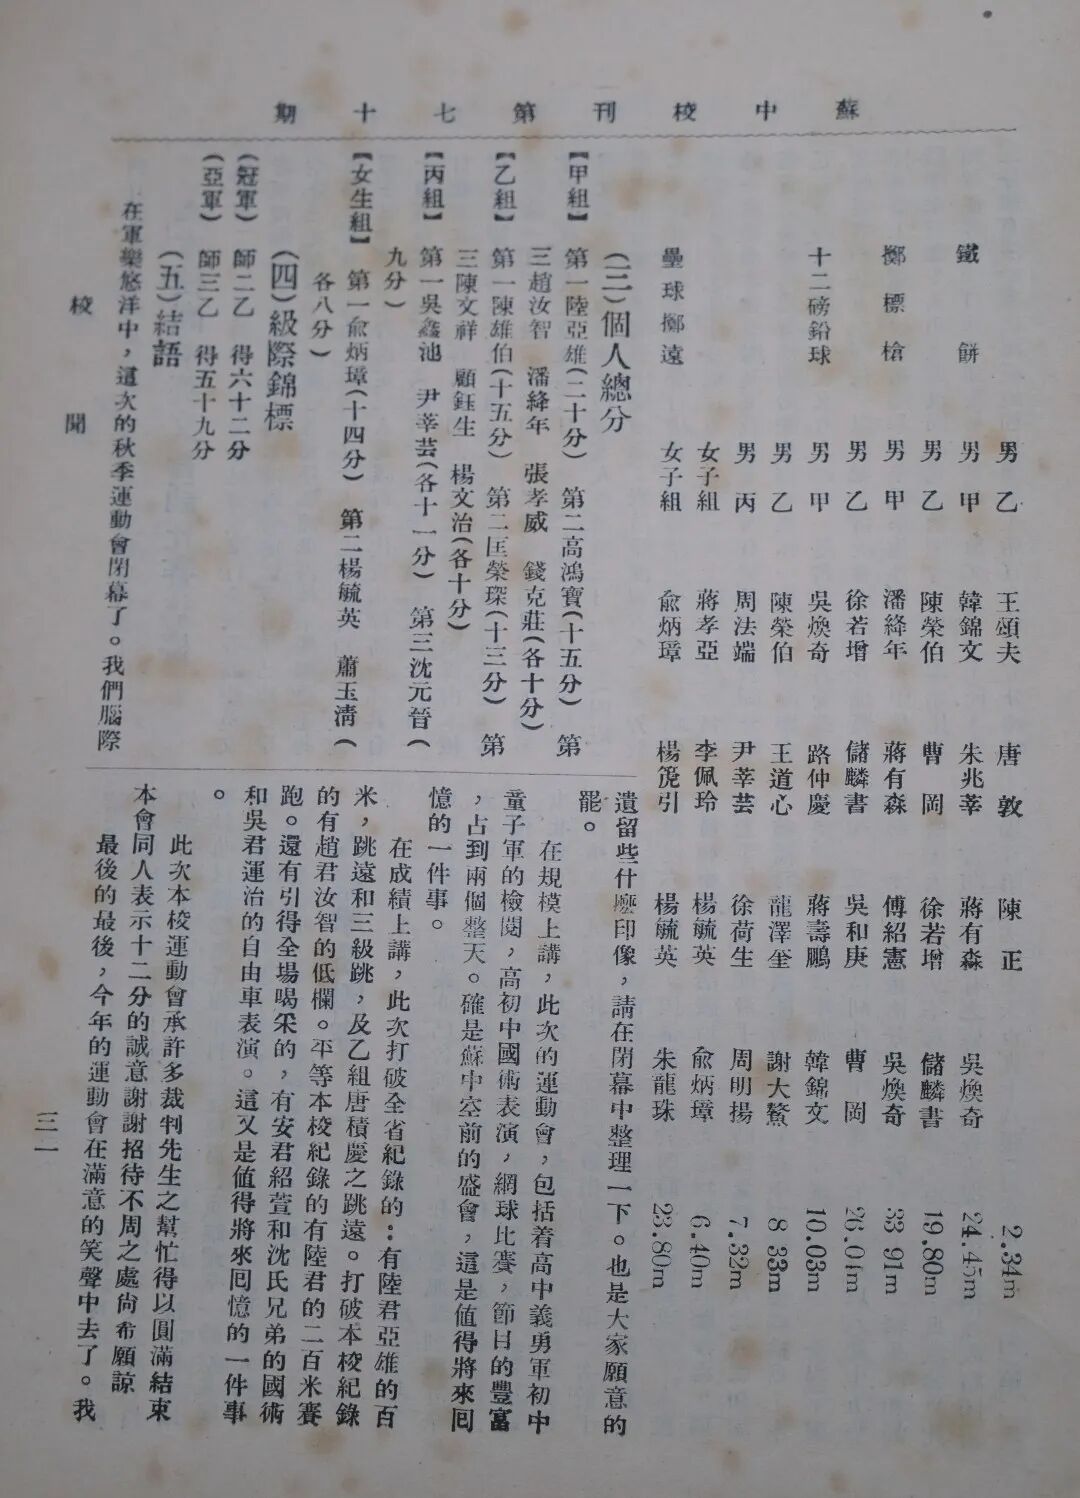 蘇中校刊第七十期
男乙 王頌夫 唐敦 陳正 2.34m
鐵餅 男甲 韓錦文 朱兆莘 蔣有森 吳煥奇 24.45m
男乙 陳榮伯 曹岡 徐若增 儲麟書 19.80m
擲標槍 男甲 潘絳年 蔣有森 傅紹憲 吳煥奇 33.91m
男乙 徐若增 儲麟書 吳和庚 曹岡 26.01m
十二磅鉛球 男甲 吳煥奇 路仲慶 蔣壽鵬 韓錦文 10.03m
男乙 陳榮伯 王道心 龍澤奎 謝大鰲 8.33m
男丙 周法端 尹莘芸 徐荷生 周明揚 7.32m
女子組 蔣孝亞 李佩玲 楊毓英 俞炳璋 6.40m
壘球擲遠 女子組 俞炳璋 楊筧引 楊毓英 朱龍珠 23.80m
(三)個人總分
【甲組】 第一陸亞雄(二十分) 第二高鴻寶(十五分) 第
三趙汝智 潘絳年 張孝威 錢克莊(各十分)
【乙組】 第一陳雄伯(十五分) 第二匡榮琛(十三分) 第
三陳文祥 顧鈺生 楊文治(各十分)
【丙組】 第一吳鑫池 尹莘芸(各十一分) 第三沈元晉(
九分)
【女生組】 第一俞炳璋(十四分) 第二楊毓英 蕭玉清(
各八分)
(四)級際錦標
(冠軍) 師二乙 得六十二分
(亞軍) 師三乙 得五十九分
(五)結語
在軍樂悠洋中,這次的秋季運動會閉幕了。我們腦際
遺留些什麼印像,請在閉幕中整理一下。也是大家願意的
罷。
在規模上講,此次的運動會,包括着高中義勇軍初中
童子軍的檢閱,高初中國術表演,網球比賽,節目的豐富
,占到兩個整天。確是蘇中空前的盛會,這是值得將來囘
憶的一件事。
在成績上講,此次打破全省紀錄的:有陸君亞雄的百
米,跳遠和三級跳,及乙組唐積慶之跳遠。打破本校紀錄
的有趙君汝智的低欄。平等本校紀錄的有陸君的二百米賽
跑。還有引得全場喝采的,有安君紹萱和沈氏兄弟的國術
和吳君運治的自由車表演。這又是值得將來囘憶的一件事
。
此次本校運動會承許多裁判先生之幫忙得以圓滿結束
本會同人表示十二分的誠意謝謝招待不周之處尚希願諒
最後的最後,今年的運動會在滿意的笑聲中去了。我
校聞
三一